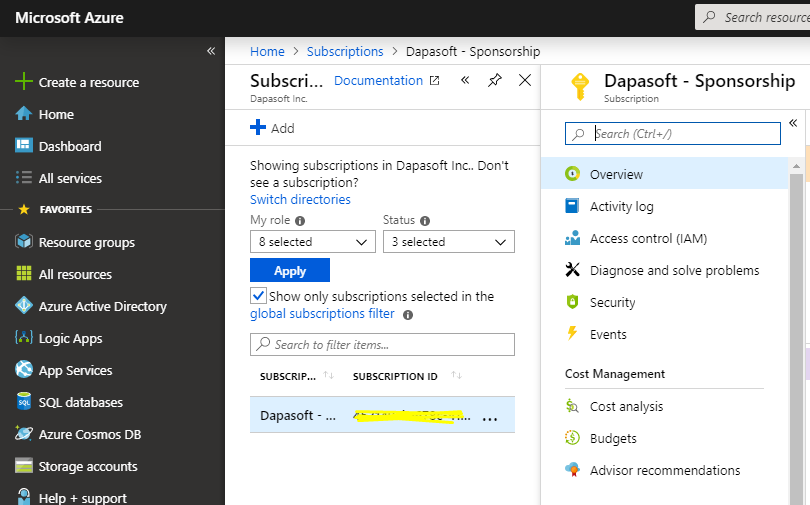 Microsoft Azure
Search resource
Create a resource
Home
Dashboard
All services
FAVORITES
Resource groups
All resources
Azure Active Directory
Logic Apps
App Services
SQL databases
Azure Cosmos DB
Storage accounts
Help + support
Home > Subscriptions > Dapasoft - Sponsorship
Subscri... Documentation
Dapasoft Inc.
Add
Showing subscriptions in Dapasoft Inc.. Don't
see a subscription?
Switch directories
My role Status
8 selected 3 selected
Apply
Show only subscriptions selected in the
global subscriptions filter
Search to filter items...
SUBSCRIP... SUBSCRIPTION ID
Dapasoft - ... ...
Dapasoft - Sponsorship
Subscription
Search (Ctrl+/)
Overview
Activity log
Access control (IAM)
Diagnose and solve problems
Security
Events
Cost Management
Cost analysis
Budgets
Advisor recommendations